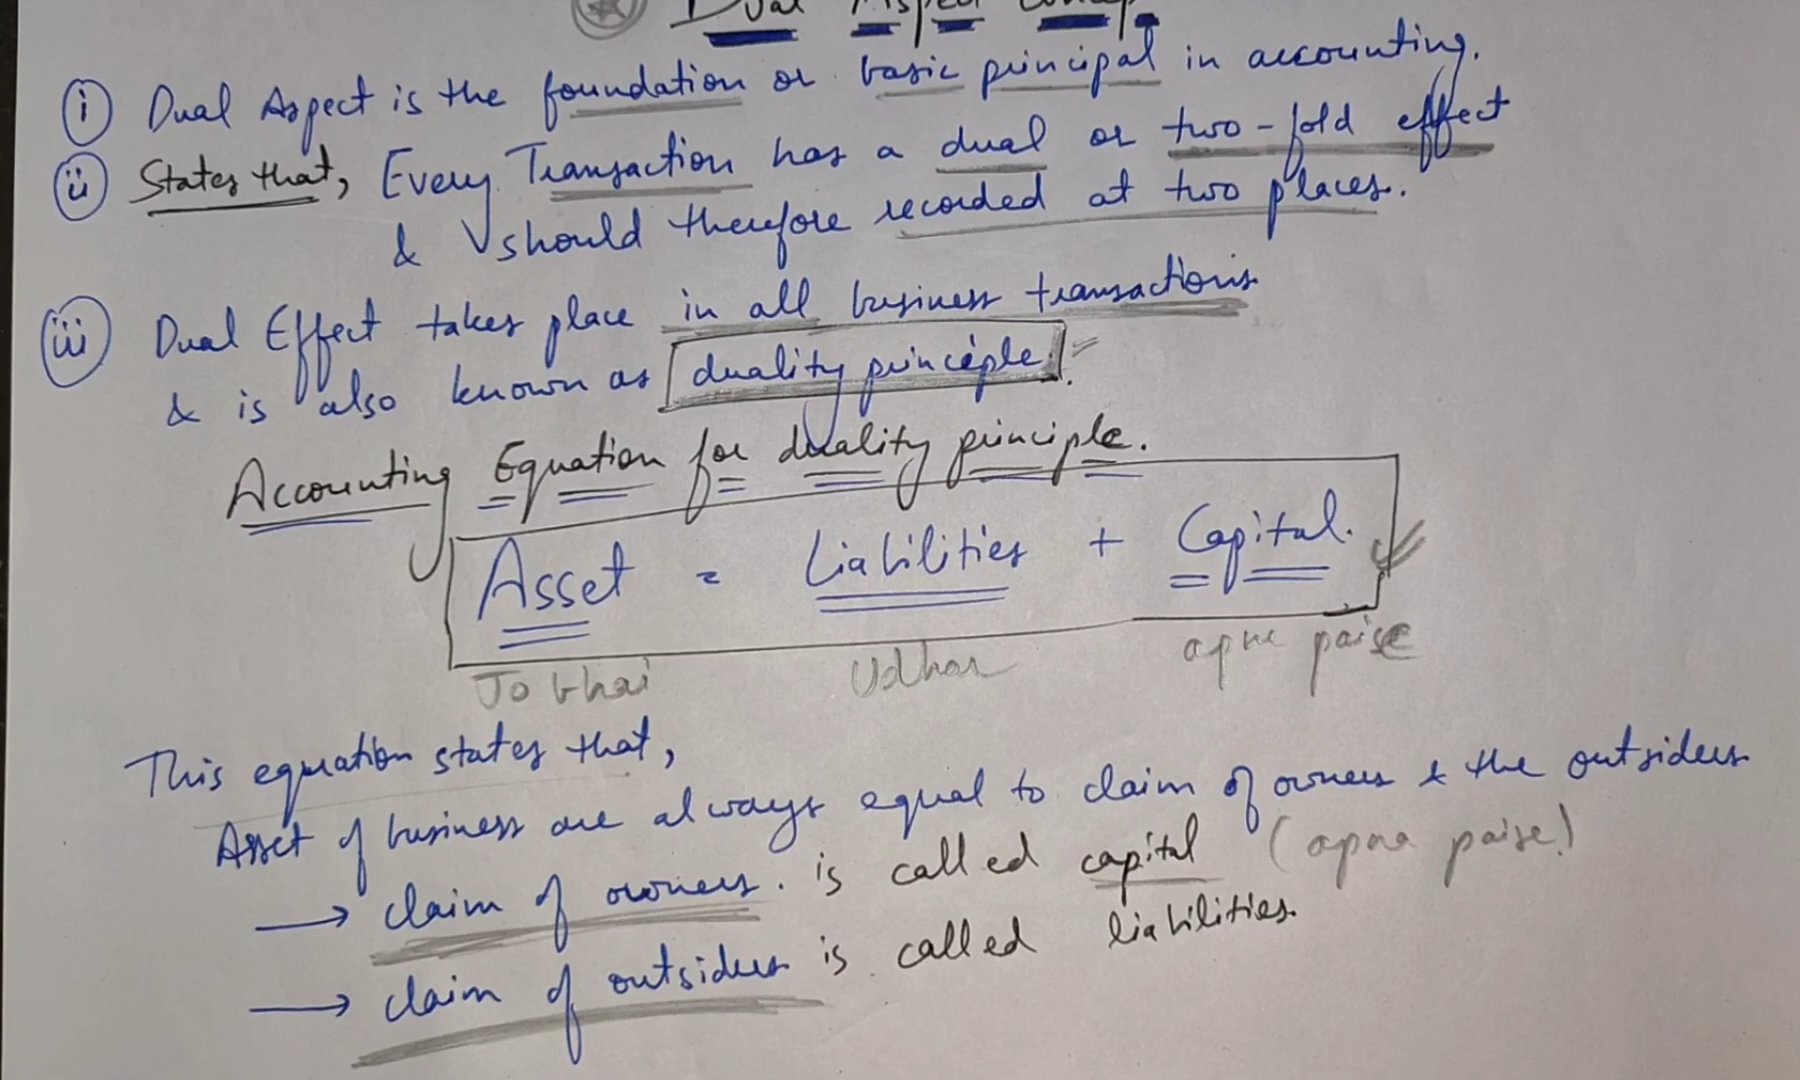 Dual Aspect Concept
(i) Dual Aspect is the foundation or basic principal in accounting.
(ii) States that, Every Transaction has a dual or two-fold effect
& should therefore recorded at two places.
(iii) Dual Effect takes place in all business transactions
& is also known as duality principle.
Accounting Equation for duality principle.
Asset = Liabilities + Capital.
Jo bhai Udhar apne paise
This equation states that,
Asset of business are always equal to claim of owners & the outsiders
→ claim of owners. is called capital (apna paise)
→ claim of outsiders is called liabilities.